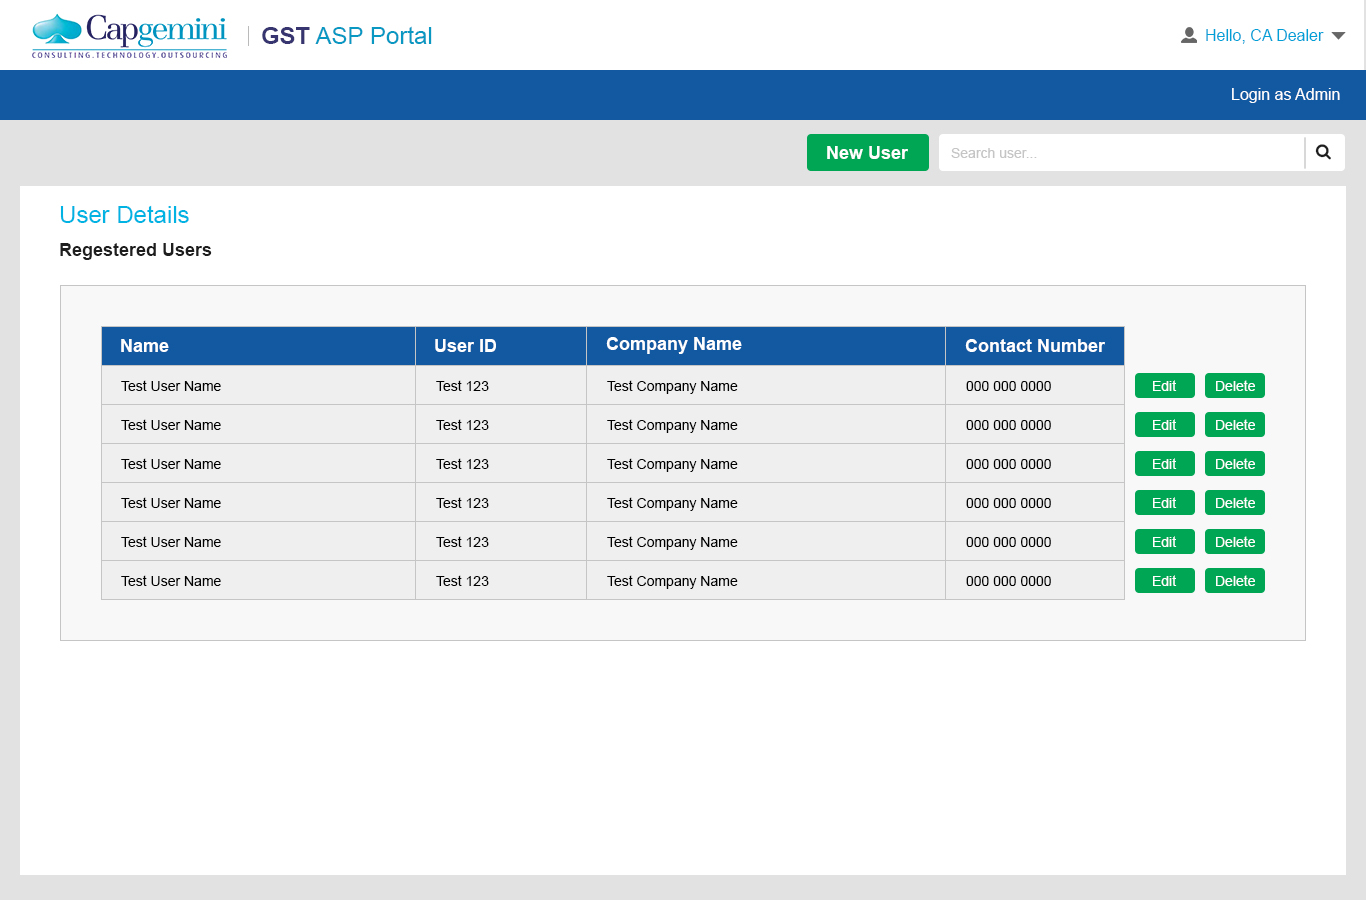 Capgemini
CONSULTING.TECHNOLOGY.OUTSOURCING
GST ASP Portal
Hello, CA Dealer
Login as Admin
New User
Search user...
User Details
Regestered Users
Name User ID Company Name Contact Number
Test User Name Test 123 Test Company Name 000 000 0000 Edit Delete
Test User Name Test 123 Test Company Name 000 000 0000 Edit Delete
Test User Name Test 123 Test Company Name 000 000 0000 Edit Delete
Test User Name Test 123 Test Company Name 000 000 0000 Edit Delete
Test User Name Test 123 Test Company Name 000 000 0000 Edit Delete
Test User Name Test 123 Test Company Name 000 000 0000 Edit Delete